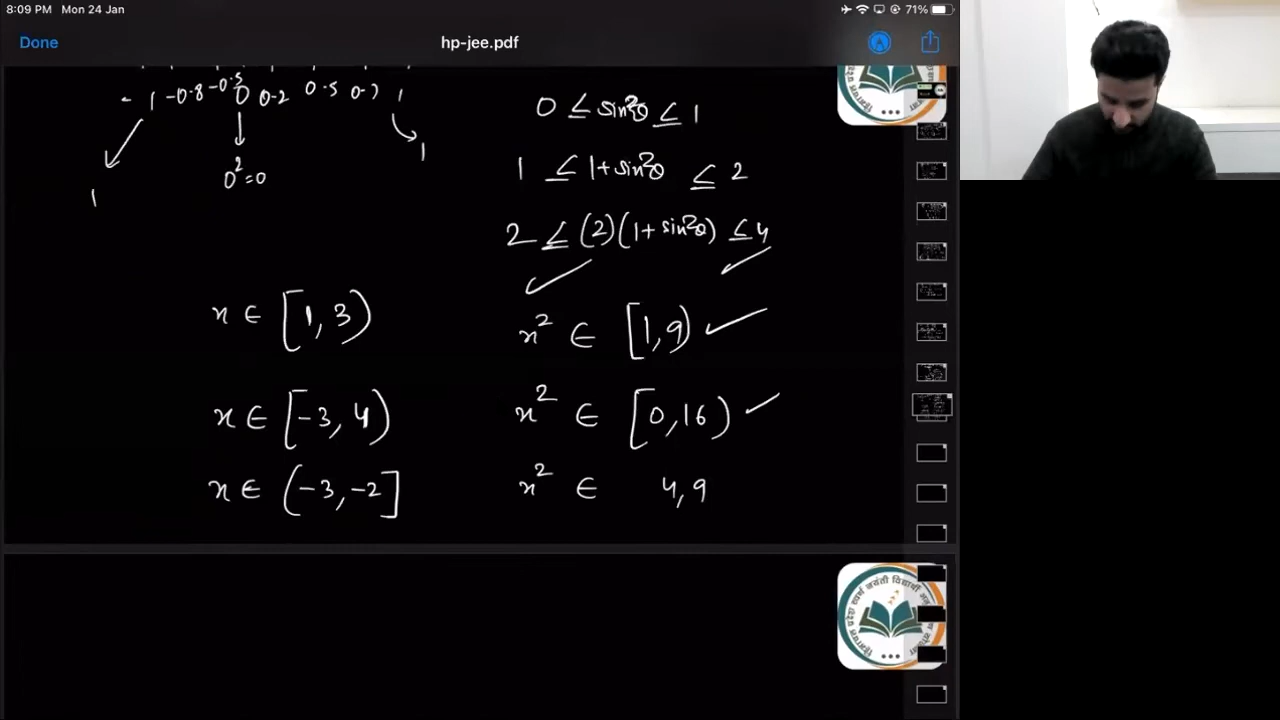 8:09 PM Mon 24 Jan
71%
Done
hp-jee.pdf
- 1 -0.8 -0.5 0 0.2 0.5 0.7 1
0 ≤ sin²θ ≤ 1
1
1 ≤ 1+sin²θ ≤ 2
0²=0
1
2 ≤ (2)(1+sin²θ) ≤ 4
x ∈ [1, 3)
x² ∈ [1, 9)
x ∈ [-3, 4)
x² ∈ [0, 16)
x ∈ (-3, -2]
x² ∈ 4, 9